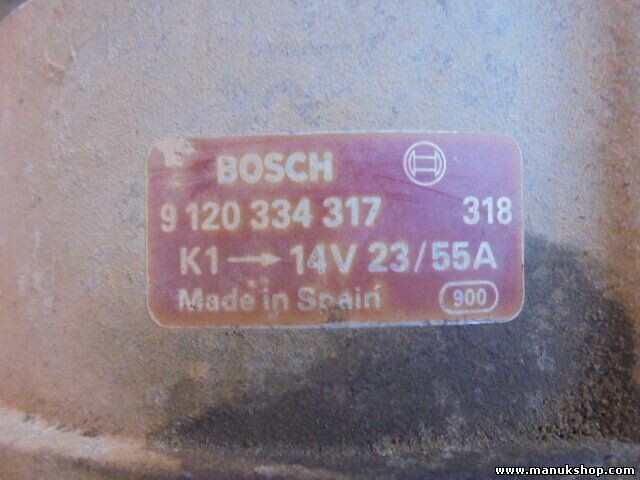 BOSCH
9 120 334 317 318
K1 → 14V 23/55A
Made in Spain 900
www.manukshop.com